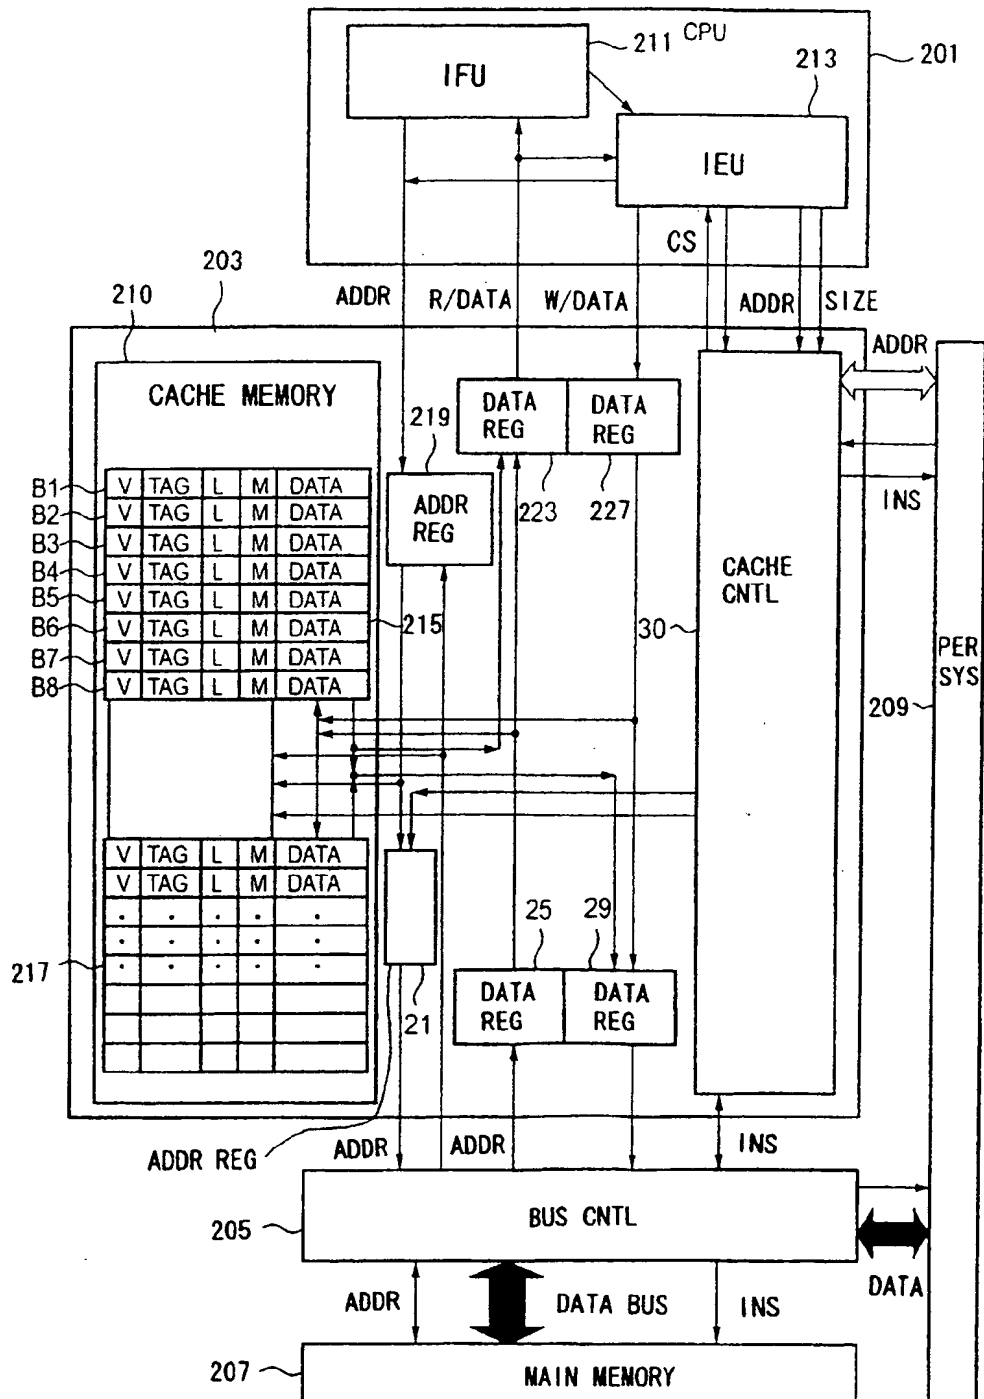 211 CPU
201
IFU
213
IEU
CS
203
210
ADDR
R/DATA
W/DATA
ADDR
SIZE
ADDR
CACHE MEMORY
219
DATA REG
DATA REG
ADDR REG
223
227
INS
B1 V TAG L M DATA
B2 V TAG L M DATA
B3 V TAG L M DATA
B4 V TAG L M DATA
B5 V TAG L M DATA
B6 V TAG L M DATA
B7 V TAG L M DATA
B8 V TAG L M DATA
215
30
CACHE CNTL
PER SYS
209
V TAG L M DATA
V TAG L M DATA
217
25
29
21
DATA REG
DATA REG
ADDR REG
ADDR
ADDR
INS
205
BUS CNTL
ADDR
DATA BUS
INS
DATA
207
MAIN MEMORY